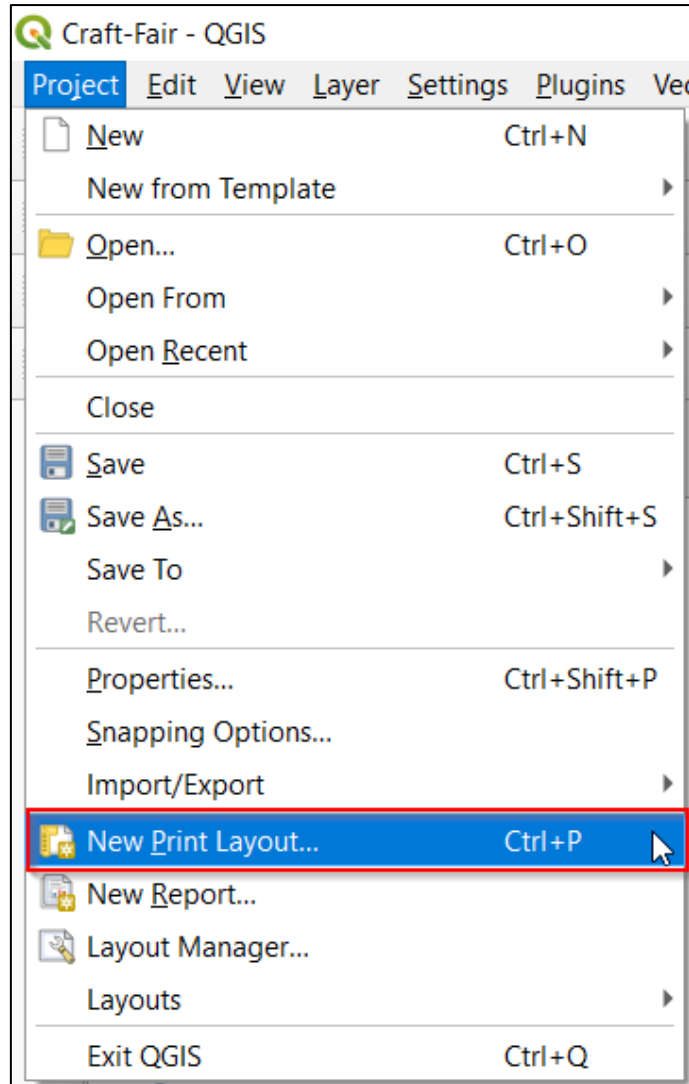 Craft-Fair - QGIS
Project Edit View Layer Settings Plugins Vec
New Ctrl+N
New from Template
Open... Ctrl+O
Open From
Open Recent
Close
Save Ctrl+S
Save As... Ctrl+Shift+S
Save To
Revert...
Properties... Ctrl+Shift+P
Snapping Options...
Import/Export
New Print Layout... Ctrl+P
New Report...
Layout Manager...
Layouts
Exit QGIS Ctrl+Q